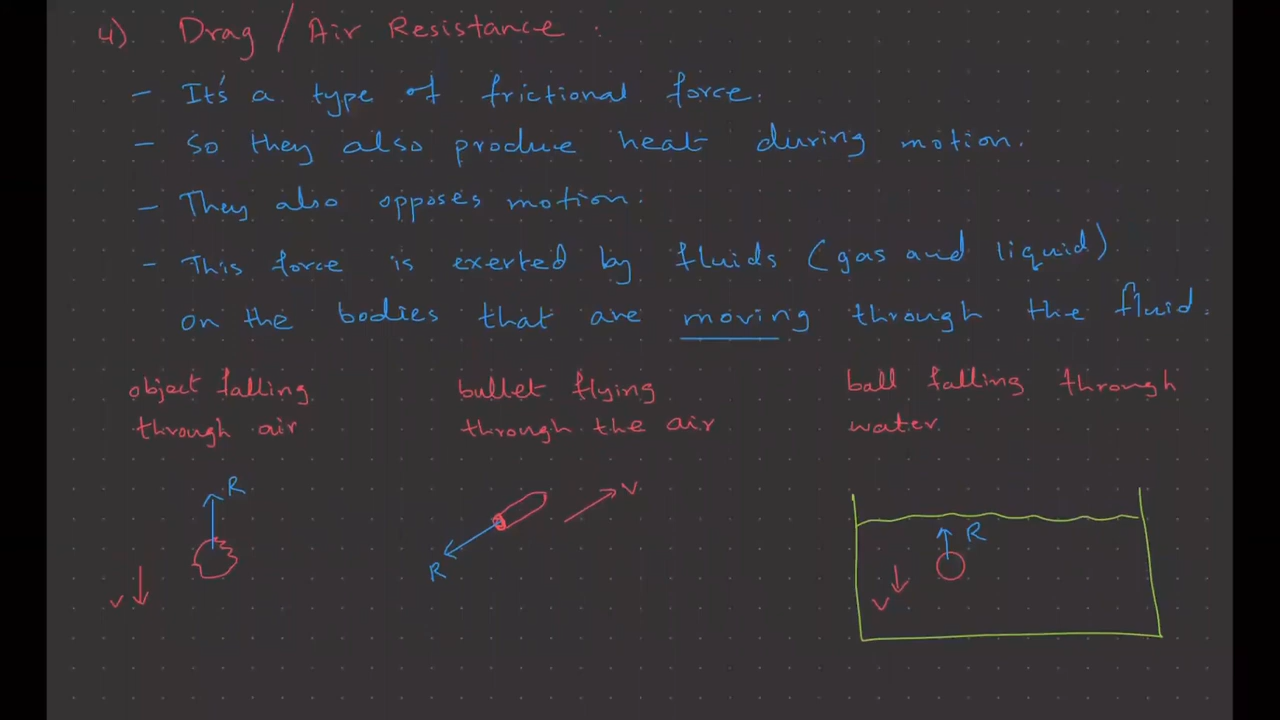 4) Drag / Air Resistance.
- It's a type of frictional force.
- So they also produce heat during motion.
- They also opposes motion.
- This force is exerted by fluids (gas and liquid)
on the bodies that are moving through the fluid.
object falling
through air
bullet flying
through the air
ball falling through
water
R
V
V
R
R
V